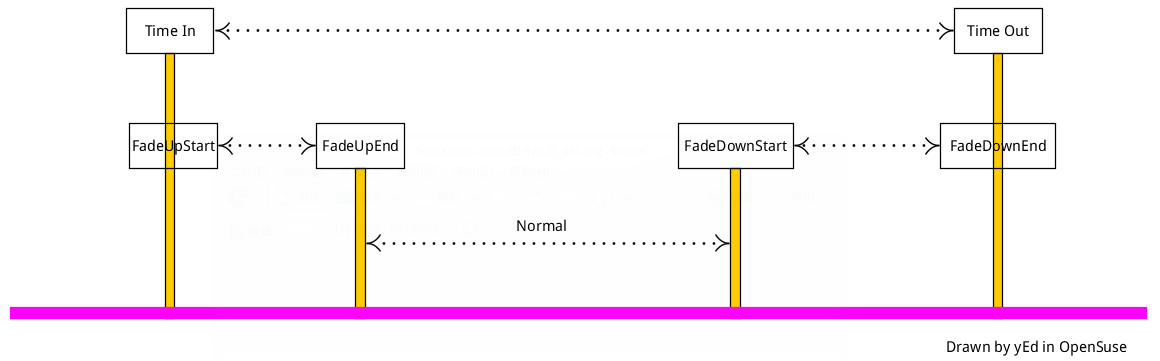 Time In
Time Out
FadeUpStart
FadeUpEnd
FadeDownStart
FadeDownEnd
Normal
Drawn by yEd in OpenSuse